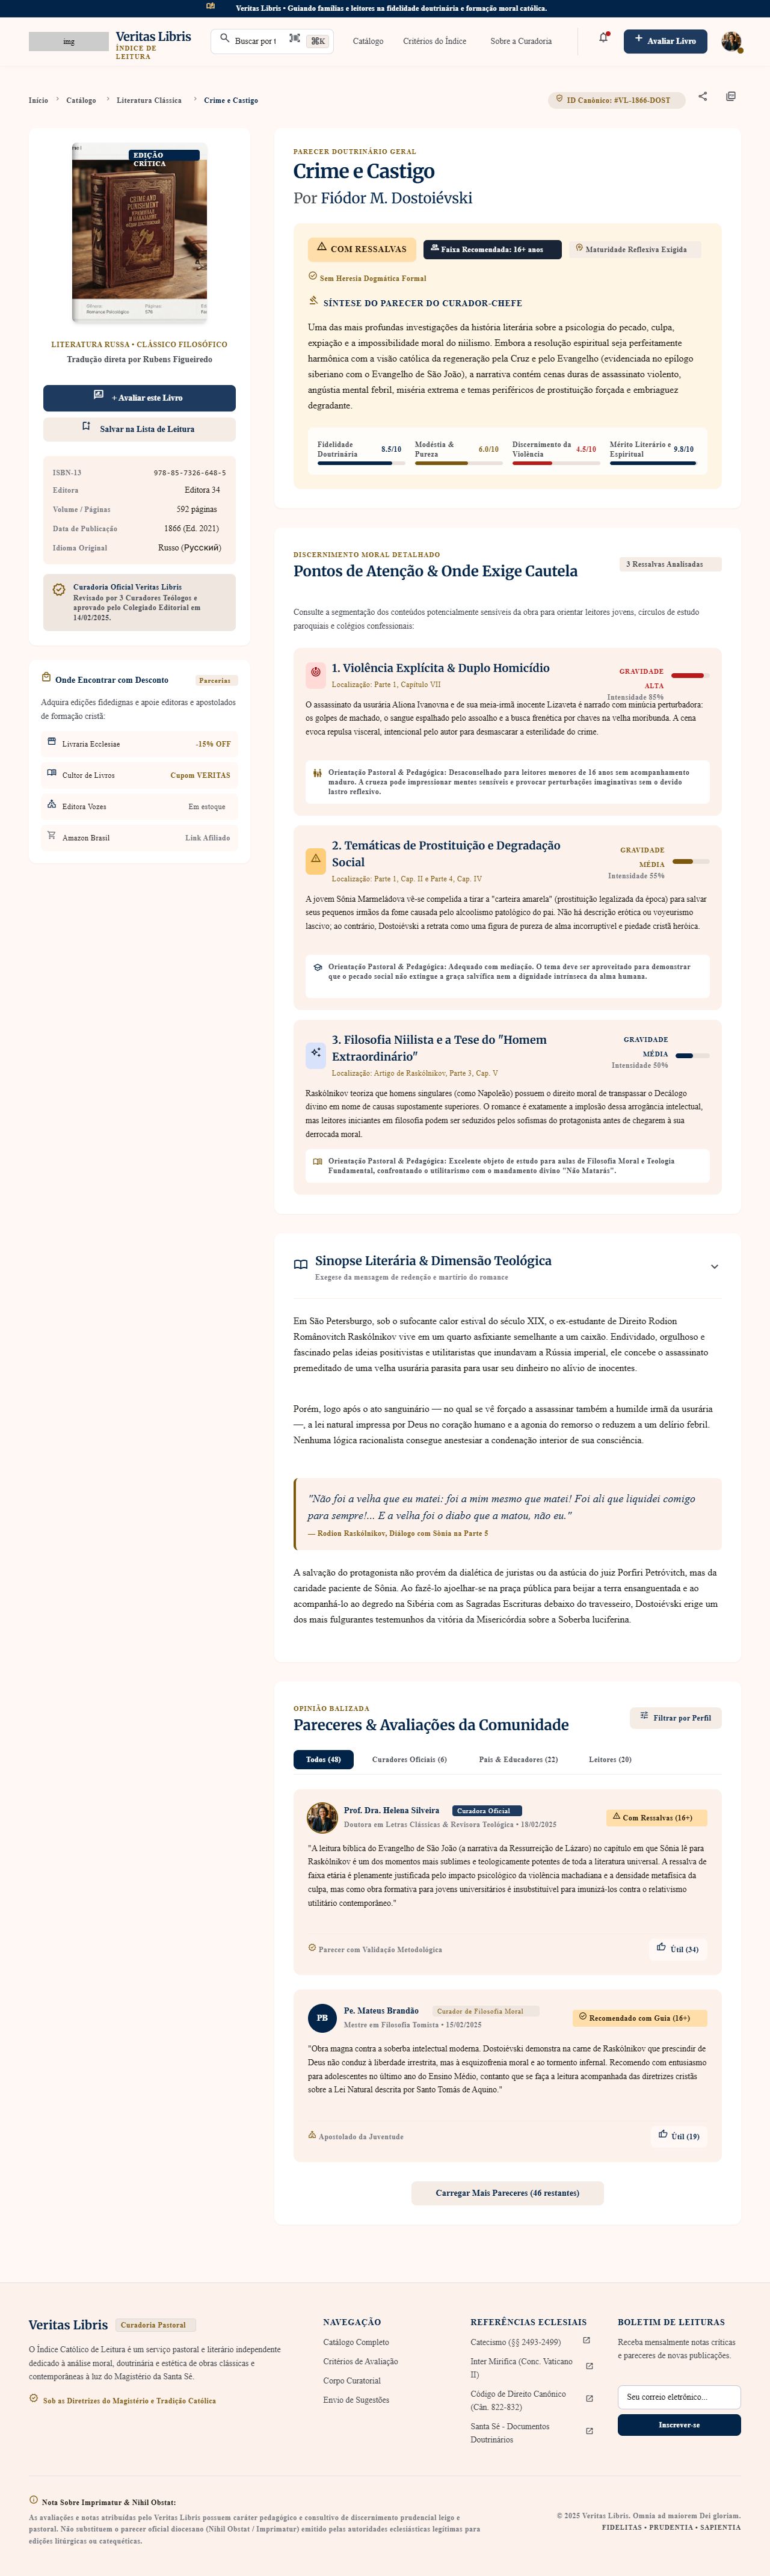 Veritas Libris • Guiando famílias e leitores na fidelidade doutrinária e formação moral católica.
img
Veritas Libris
ÍNDICE DE
LEITURA
Buscar por t
⌘K
Catálogo
Critérios do Índice
Sobre a Curadoria
+ Avaliar Livro
Início > Catálogo > Literatura Clássica > Crime e Castigo
ID Canônico: #VL-1866-DOST
EDIÇÃO
CRÍTICA
CRIME AND
PUNISHMENT
Gênero:
Romance Psicológico
Páginas:
576
LITERATURA RUSSA • CLÁSSICO FILOSÓFICO
Tradução direta por Rubens Figueiredo
+ Avaliar este Livro
Salvar na Lista de Leitura
ISBN-13 978-85-7326-648-5
Editora Editora 34
Volume / Páginas 592 páginas
Data de Publicação 1866 (Ed. 2021)
Idioma Original Russo (Русский)
Curadoria Oficial Veritas Libris
Revisado por 3 Curadores Teólogos e
aprovado pelo Colegiado Editorial em
14/02/2025.
Onde Encontrar com Desconto
Parcerias
Adquira edições fidedignas e apoie editoras e apostolados
de formação cristã:
Livraria Ecclesiae -15% OFF
Cultor de Livros Cupom VERITAS
Editora Vozes Em estoque
Amazon Brasil Link Afiliado
PARECER DOUTRINÁRIO GERAL
Crime e Castigo
Por Fiódor M. Dostoiévski
COM RESSALVAS
Faixa Recomendada: 16+ anos
Maturidade Reflexiva Exigida
Sem Heresia Dogmática Formal
SÍNTESE DO PARECER DO CURADOR-CHEFE
Uma das mais profundas investigações da história literária sobre a psicologia do pecado, culpa,
expiação e a impossibilidade moral do niilismo. Embora a resolução espiritual seja perfeitamente
harmônica com a visão católica da regeneração pela Cruz e pelo Evangelho (evidenciada no epílogo
siberiano com o Evangelho de São João), a narrativa contém cenas duras de assassinato violento,
angústia mental febril, miséria extrema e temas periféricos de prostituição forçada e embriaguez
degradante.
Fidelidade
Doutrinária
8.5/10
Modéstia &
Pureza
6.0/10
Discernimento da
Violência
4.5/10
Mérito Literário e
Espiritual
9.8/10
DISCERNIMENTO MORAL DETALHADO
Pontos de Atenção & Onde Exige Cautela
3 Ressalvas Analisadas
Consulte a segmentação dos conteúdos potencialmente sensíveis da obra para orientar leitores jovens, círculos de estudo
paroquiais e colégios confessionais:
1. Violência Explícita & Duplo Homicídio
Localização: Parte 1, Capítulo VII
GRAVIDADE
ALTA
Intensidade 85%
O assassinato da usurária Aliona Ivanovna e de sua meia-irmã inocente Lizaveta é narrado com minúcia perturbadora:
os golpes de machado, o sangue espalhado pelo assoalho e a busca frenética por chaves na velha moribunda. A cena
evoca repulsa visceral, intencional pelo autor para desmascarar a esterilidade do crime.
Orientação Pastoral & Pedagógica: Desaconselhado para leitores menores de 16 anos sem acompanhamento
maduro. A crueza pode impressionar mentes sensíveis e provocar perturbações imaginativas sem o devido
lastro reflexivo.
2. Temáticas de Prostituição e Degradação
Social
Localização: Parte 1, Cap. II e Parte 4, Cap. IV
GRAVIDADE
MÉDIA
Intensidade 55%
A jovem Sônia Marmeládova vê-se compelida a tirar a "carteira amarela" (prostituição legalizada da época) para salvar
seus pequenos irmãos da fome causada pelo alcoolismo patológico do pai. Não há descrição erótica ou voyeurismo
lascivo; ao contrário, Dostoiévski a retrata como uma figura de pureza de alma incorruptível e piedade cristã heróica.
Orientação Pastoral & Pedagógica: Adequado com mediação. O tema deve ser aproveitado para demonstrar
que o pecado social não extingue a graça salvífica nem a dignidade intrínseca da alma humana.
3. Filosofia Niilista e a Tese do "Homem
Extraordinário"
Localização: Artigo de Raskólnikov, Parte 3, Cap. V
GRAVIDADE
MÉDIA
Intensidade 50%
Raskólnikov teoriza que homens singulares (como Napoleão) possuem o direito moral de transpassar o Decálogo
divino em nome de causas supostamente superiores. O romance é exatamente a implosão dessa arrogância intelectual,
mas leitores iniciantes em filosofia podem ser seduzidos pelos sofismas do protagonista antes de chegarem à sua
derrocada moral.
Orientação Pastoral & Pedagógica: Excelente objeto de estudo para aulas de Filosofia Moral e Teologia
Fundamental, confrontando o utilitarismo com o mandamento divino "Não Matarás".
Sinopse Literária & Dimensão Teológica
Exegese da mensagem de redenção e martírio do romance
Em São Petersburgo, sob o sufocante calor estival do século XIX, o ex-estudante de Direito Rodion
Románovitch Raskólnikov vive em um quarto asfixiante semelhante a um caixão. Endividado, orgulhoso e
fascinado pelas ideias positivistas e utilitaristas que inundavam a Rússia imperial, ele concebe o assassinato
premeditado de uma velha usurária parasita para usar seu dinheiro no alívio de inocentes.
Porém, logo após o ato sanguinário — no qual se vê forçado a assassinar também a humilde irmã da usurária
—, a lei natural impressa por Deus no coração humano e a agonia do remorso o reduzem a um delírio febril.
Nenhuma lógica racionalista consegue anestesiar a condenação interior de sua consciência.
"Não foi a velha que eu matei: foi a mim mesmo que matei! Foi ali que liquidei comigo
para sempre!... E a velha foi o diabo que a matou, não eu."
— Rodion Raskólnikov, Diálogo com Sônia na Parte 5
A salvação do protagonista não provém da dialética de juristas ou da astúcia do juiz Porfiri Petróvitch, mas da
caridade paciente de Sônia. Ao fazê-lo ajoelhar-se na praça pública para beijar a terra ensanguentada e ao
acompanhá-lo ao degredo na Sibéria com as Sagradas Escrituras debaixo do travesseiro, Dostoiévski erige um
dos mais fulgurantes testemunhos da vitória da Misericórdia sobre a Soberba luciferina.
OPINIÃO BALIZADA
Pareceres & Avaliações da Comunidade
Filtrar por Perfil
Todos (48)
Curadores Oficiais (6)
Pais & Educadores (22)
Leitores (20)
Prof. Dra. Helena Silveira
Curadora Oficial
Doutora em Letras Clássicas & Revisora Teológica • 18/02/2025
Com Ressalvas (16+)
"A leitura bíblica do Evangelho de São João (a narrativa da Ressurreição de Lázaro) no capítulo em que Sônia lê para
Raskólnikov é um dos momentos mais sublimes e teologicamente potentes de toda a literatura universal. A ressalva de
faixa etária é plenamente justificada pelo impacto psicológico da violência machadiana e a densidade metafísica da
culpa, mas como obra formativa para jovens universitários é insubstituível para imunizá-los contra o relativismo
utilitário contemporâneo."
Parecer com Validação Metodológica
Útil (34)
PB
Pe. Mateus Brandão
Curador de Filosofia Moral
Mestre em Filosofia Tomista • 15/02/2025
Recomendado com Guia (16+)
"Obra magna contra a soberba intelectual moderna. Dostoiévski demonstra na carne de Raskólnikov que prescindir de
Deus não conduz à liberdade irrestrita, mas à esquizofrenia moral e ao tormento infernal. Recomendo com entusiasmo
para adolescentes no último ano do Ensino Médio, contanto que se faça a leitura acompanhada das diretrizes cristãs
sobre a Lei Natural descrita por Santo Tomás de Aquino."
Apostolado da Juventude
Útil (19)
Carregar Mais Pareceres (46 restantes)
Veritas Libris
Curadoria Pastoral
O Índice Católico de Leitura é um serviço pastoral e literário independente
dedicado à análise moral, doutrinária e estética de obras clássicas e
contemporâneas à luz do Magistério da Santa Sé.
Sob as Diretrizes do Magistério e Tradição Católica
NAVEGAÇÃO
Catálogo Completo
Critérios de Avaliação
Corpo Curatorial
Envio de Sugestões
REFERÊNCIAS ECLESIAIS
Catecismo (§§ 2493-2499)
Inter Mirifica (Conc. Vaticano
II)
Código de Direito Canônico
(Cân. 822-832)
Santa Sé - Documentos
Doutrinários
BOLETIM DE LEITURAS
Receba mensalmente notas críticas
e pareceres de novas publicações.
Seu correio eletrônico...
Inscrever-se
Nota Sobre Imprimatur & Nihil Obstat:
As avaliações e notas atribuídas pelo Veritas Libris possuem caráter pedagógico e consultivo de discernimento prudencial leigo e
pastoral. Não substituem o parecer oficial diocesano (Nihil Obstat / Imprimatur) emitido pelas autoridades eclesiásticas legítimas para
edições litúrgicas ou catequéticas.
© 2025 Veritas Libris. Omnia ad maiorem Dei gloriam.
FIDELITAS • PRUDENTIA • SAPIENTIA